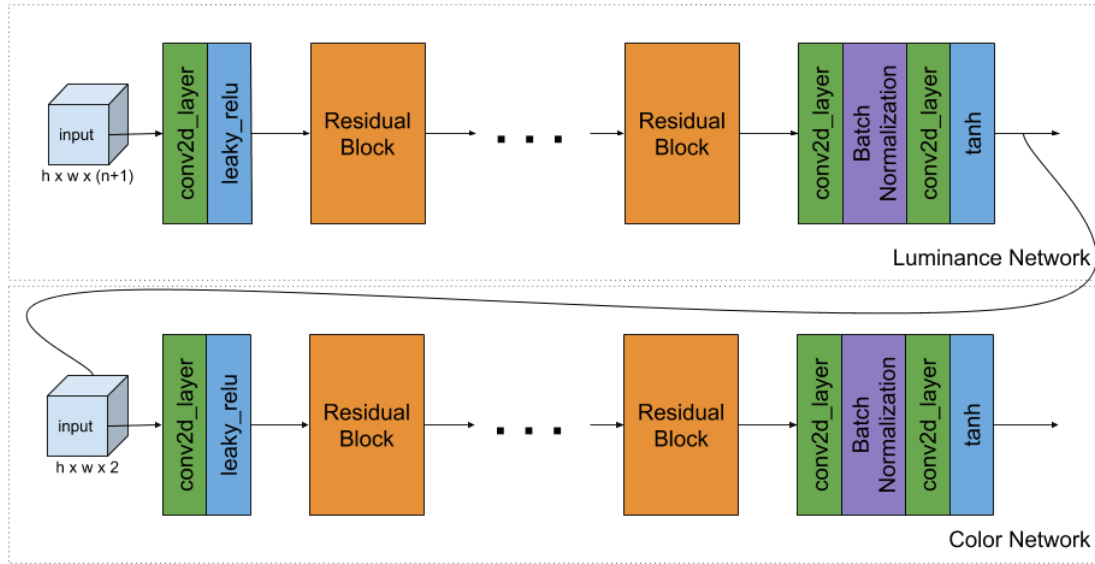 input
h x w x (n+1)
conv2d_layer
leaky_relu
Residual
Block
. . .
Residual
Block
conv2d_layer
Batch
Normalization
conv2d_layer
tanh
Luminance Network
input
h x w x 2
conv2d_layer
leaky_relu
Residual
Block
. . .
Residual
Block
conv2d_layer
Batch
Normalization
conv2d_layer
tanh
Color Network